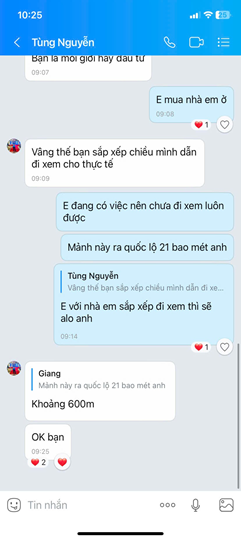 10:25
Tùng Nguyễn
Bạn là môi giới hay đầu tư
09:07
E mua nhà em ở
09:08
1
Vâng thế bạn sắp xếp chiều mình dẫn
đi xem cho thực tế
09:09
E đang có việc nên chưa đi xem luôn
được
Mảnh này ra quốc lộ 21 bao mét anh
Tùng Nguyễn
Vâng thế bạn sắp xếp chiều mình dẫn đi xe...
E với nhà em sắp xếp đi xem thì sẽ
alo anh
09:14
1
Giang
Mảnh này ra quốc lộ 21 bao mét anh
Khoảng 600m
OK bạn
09:25
2
Tin nhắn